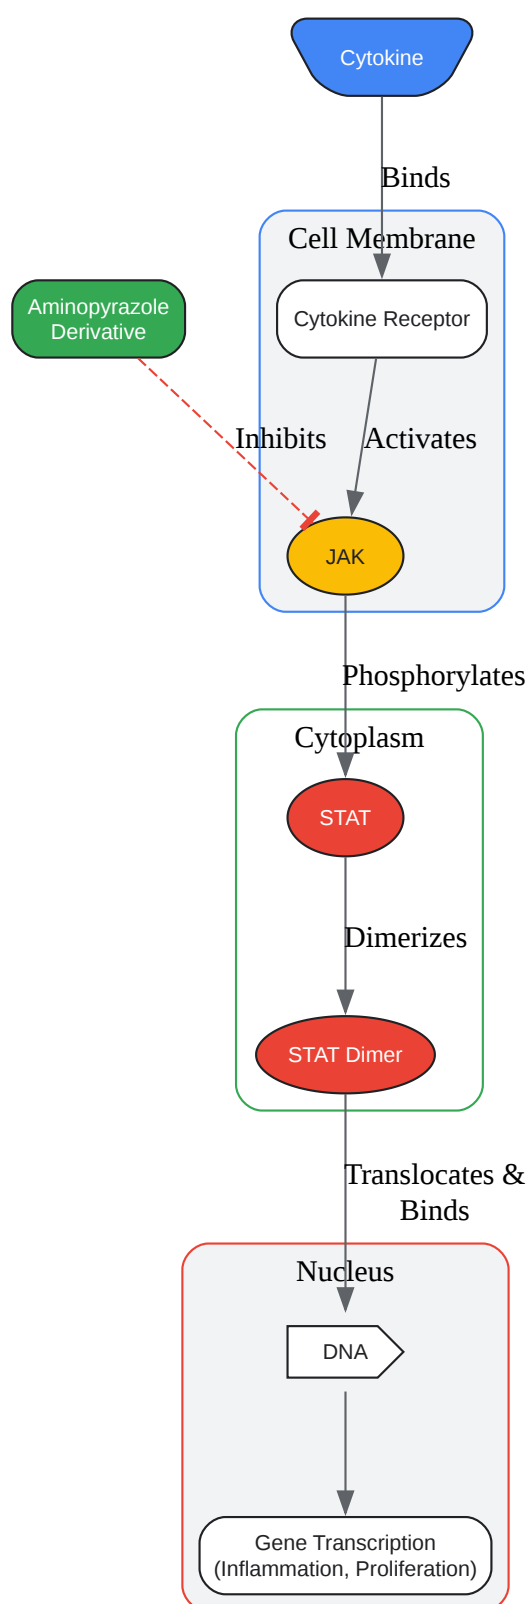 Cytokine
Binds
Cell Membrane
Aminopyrazole
Derivative
Cytokine Receptor
Inhibits
Activates
JAK
Phosphorylates
Cytoplasm
STAT
Dimerizes
STAT Dimer
Translocates &
Binds
Nucleus
DNA
Gene Transcription
(Inflammation, Proliferation)